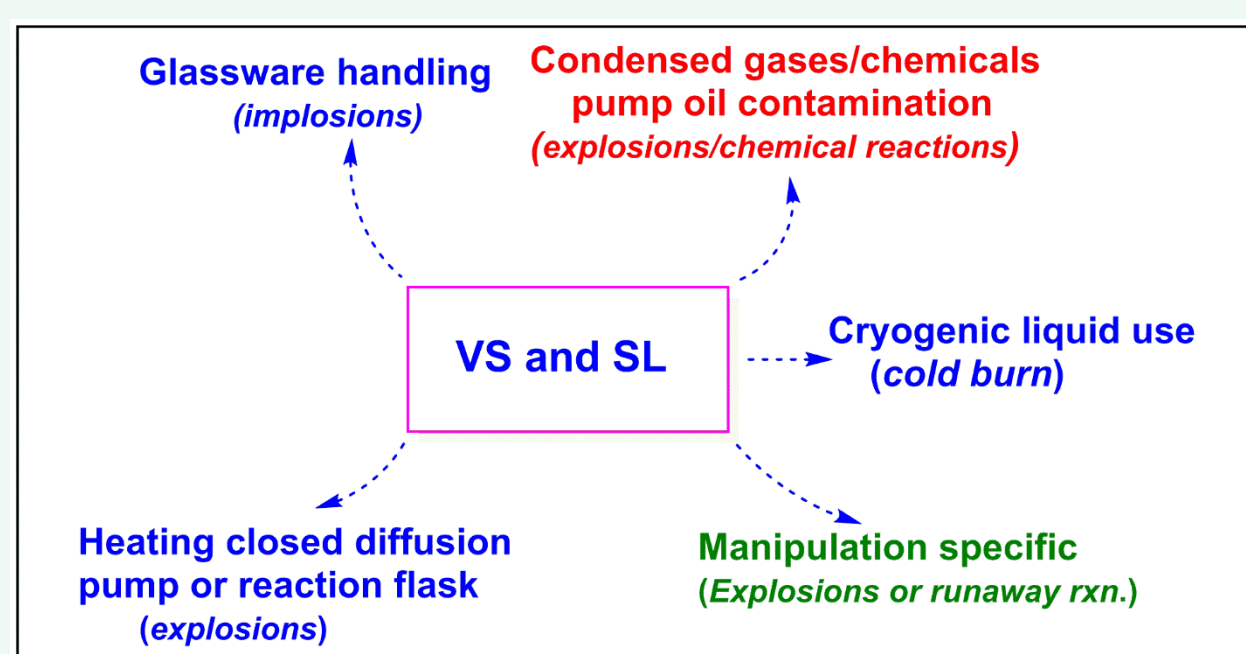 Glassware handling
(implosions)
Condensed gases/chemicals
pump oil contamination
(explosions/chemical reactions)
VS and SL
Cryogenic liquid use
(cold burn)
Heating closed diffusion
pump or reaction flask
(explosions)
Manipulation specific
(Explosions or runaway rxn.)